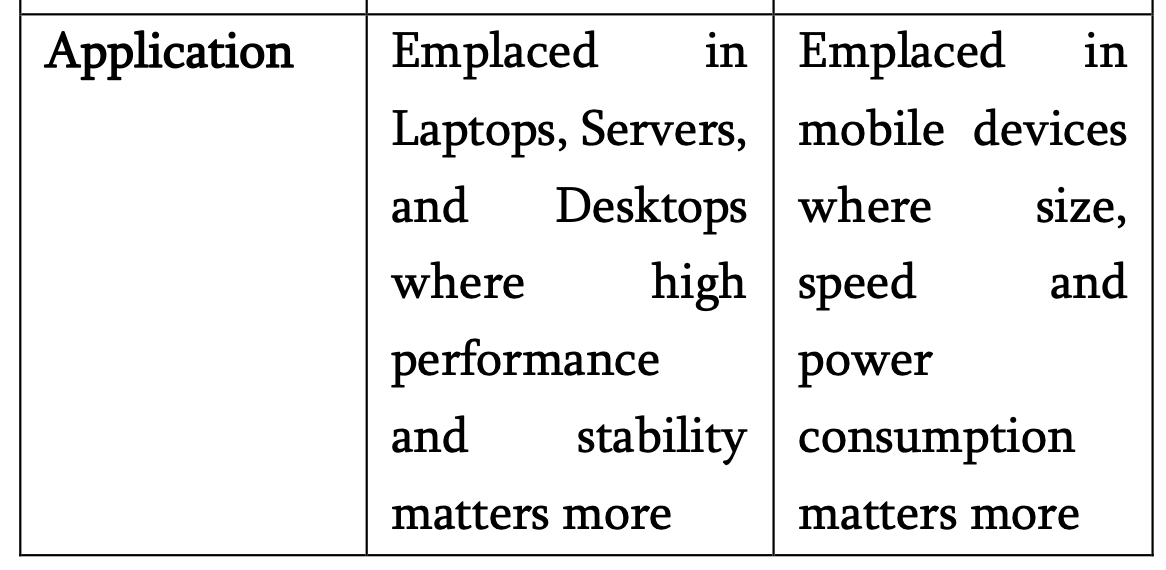 Application
Emplaced in
Laptops, Servers,
and Desktops
where high
performance
and stability
matters more
Emplaced in
mobile devices
where size,
speed and
power
consumption
matters more